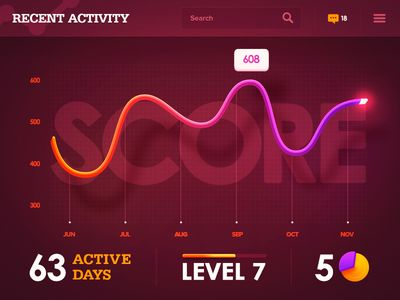 RECENT ACTIVITY
Search
18
608
SCORE
600
500
400
300
JUN JUL AUG SEP OCT NOV
63 ACTIVE DAYS
LEVEL 7
5